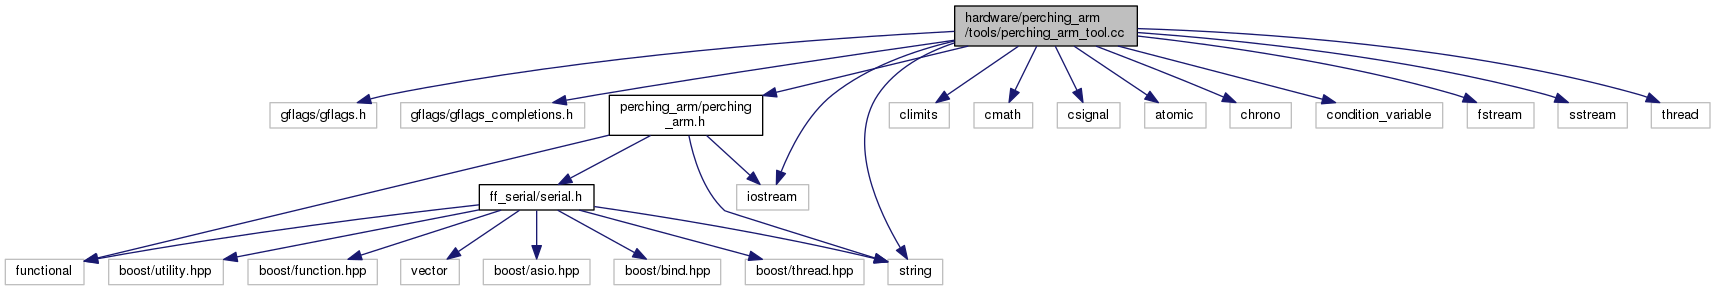 hardware/perching_arm
/tools/perching_arm_tool.cc
gflags/gflags.h
gflags/gflags_completions.h
perching_arm/perching
_arm.h
climits
cmath
csignal
atomic
chrono
condition_variable
fstream
sstream
thread
ff_serial/serial.h
iostream
functional
boost/utility.hpp
boost/function.hpp
vector
boost/asio.hpp
boost/bind.hpp
boost/thread.hpp
string